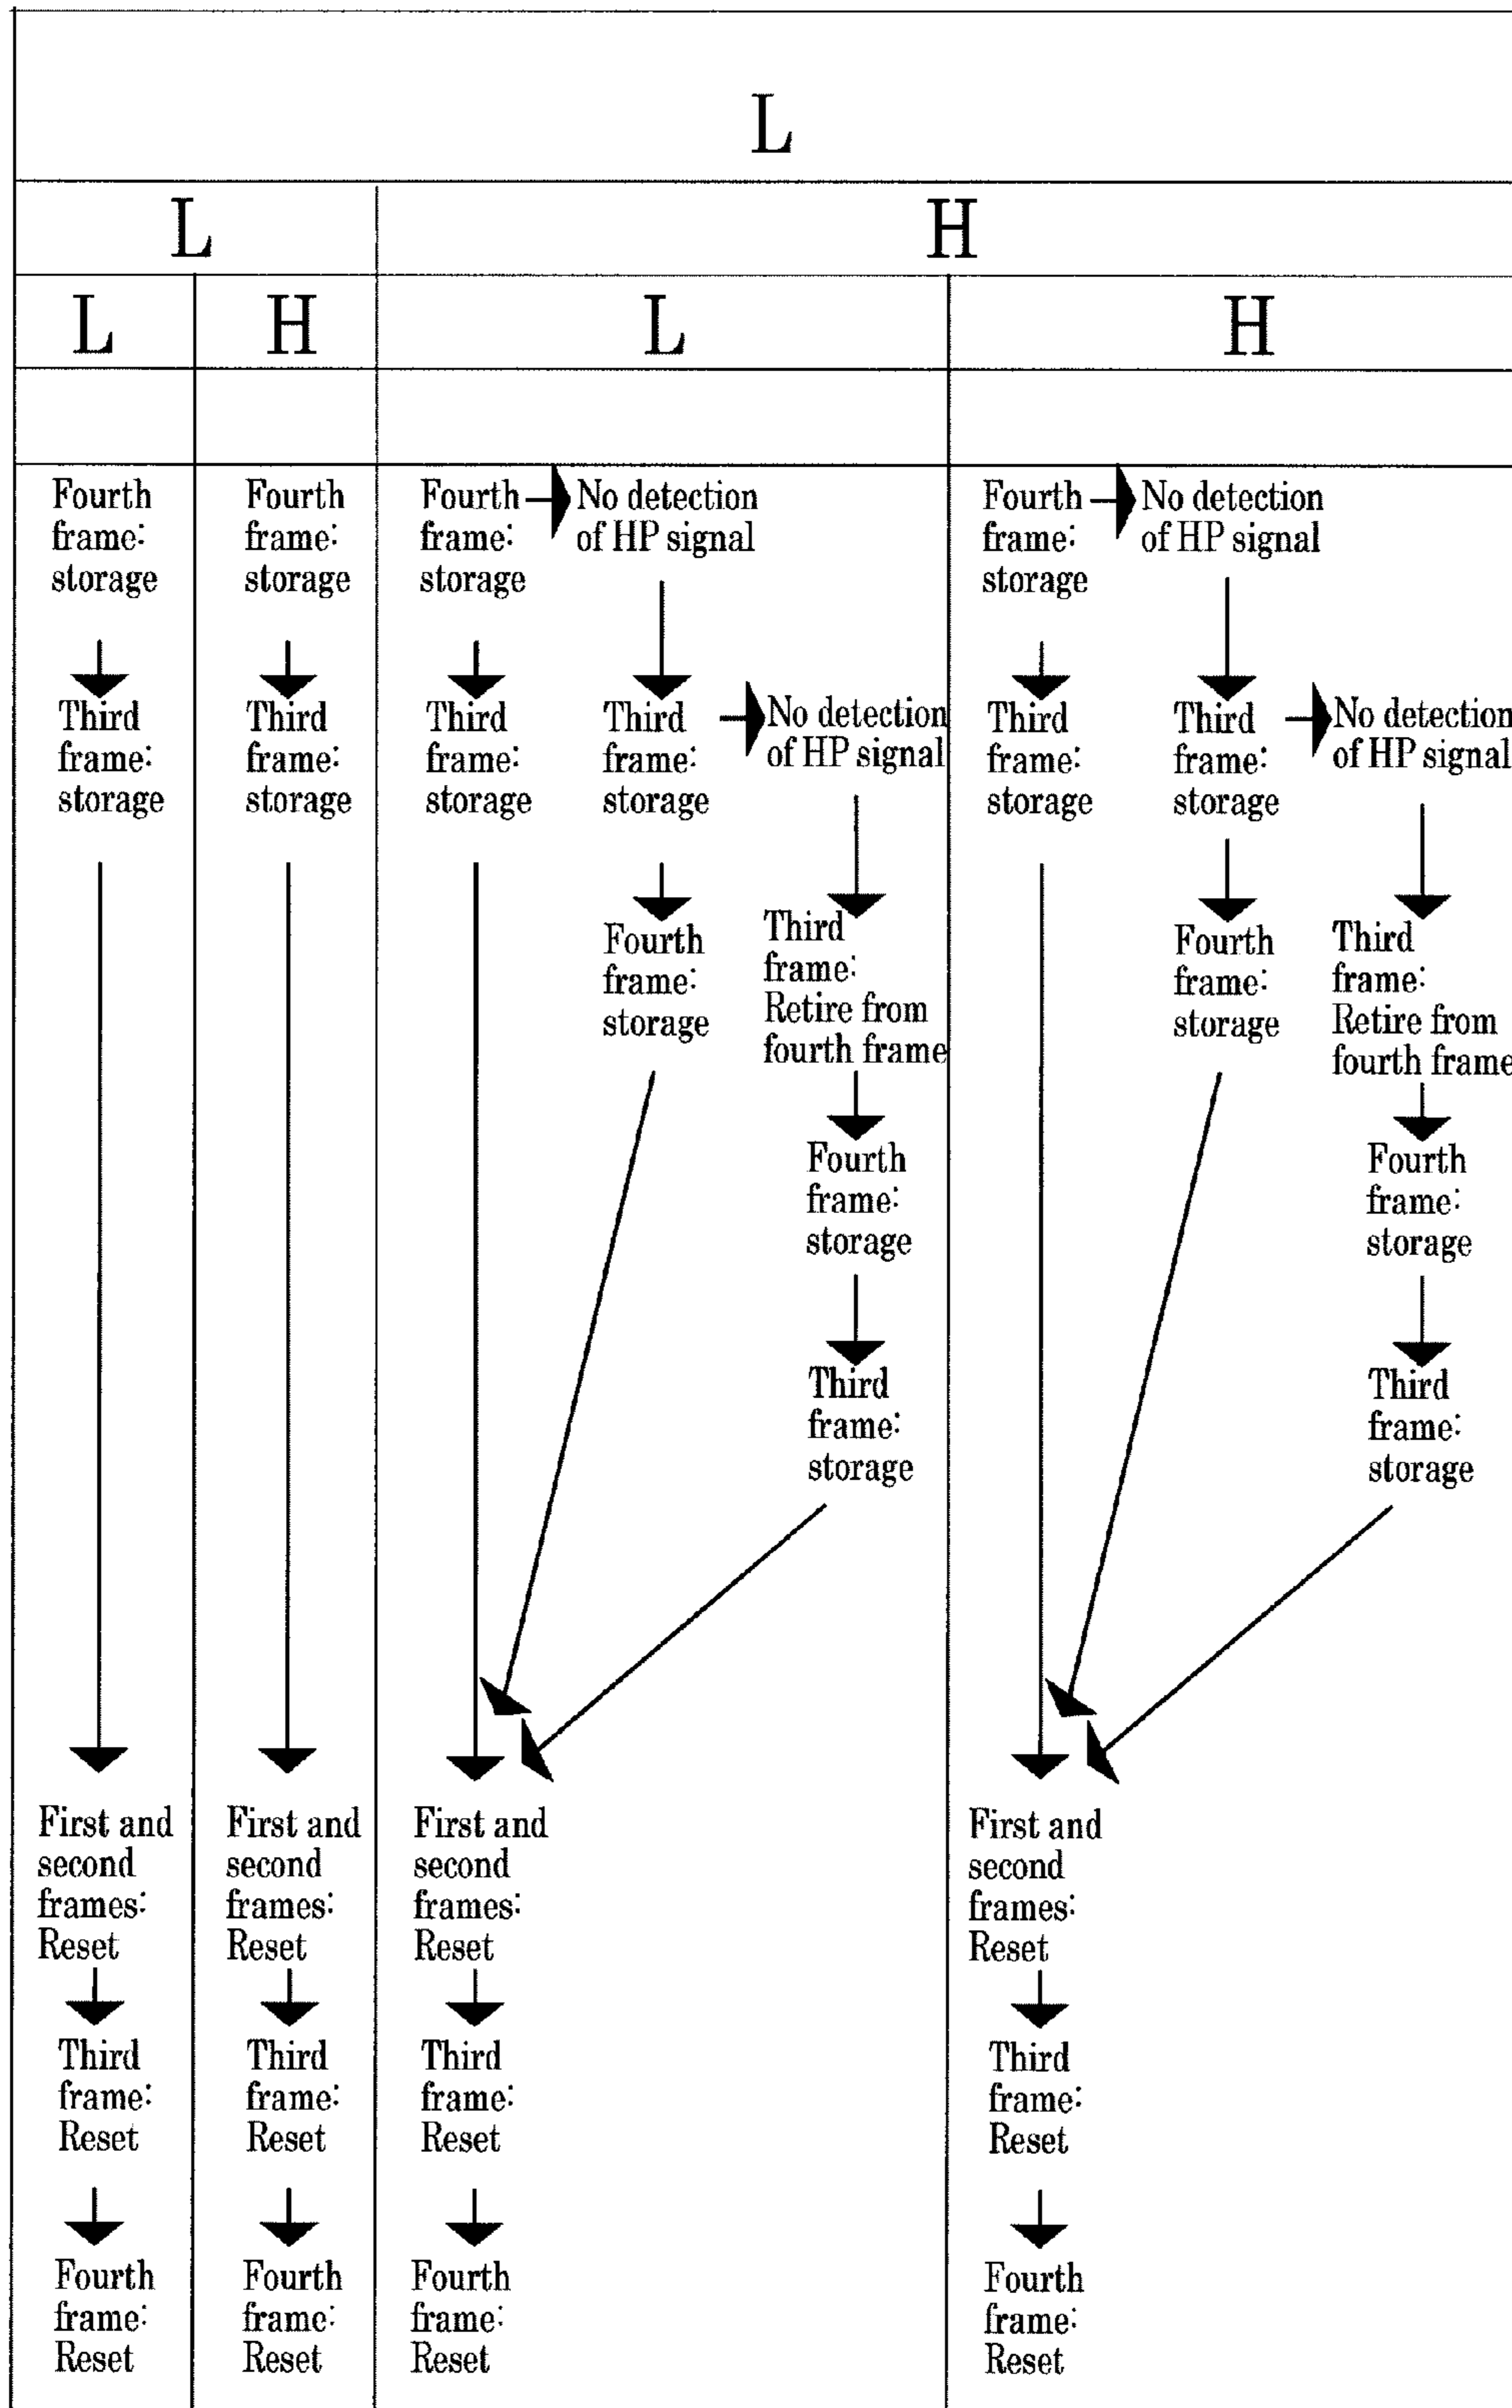 L
L
H
L
H
L
H
Fourth
frame:
storage
Third
frame:
storage
First and
second
frames:
Reset
Third
frame:
Reset
Fourth
frame:
Reset
Fourth
frame:
storage
Third
frame:
storage
First and
second
frames:
Reset
Third
frame:
Reset
Fourth
frame:
Reset
Fourth
frame:
storage
No detection
of HP signal
Third
frame:
storage
Third
frame:
storage
No detection
of HP signal
Fourth
frame:
storage
Third
frame:
Retire from
fourth frame
Fourth
frame:
storage
Third
frame:
storage
First and
second
frames:
Reset
Third
frame:
Reset
Fourth
frame:
Reset
Fourth
frame:
storage
No detection
of HP signal
Third
frame:
storage
Third
frame:
storage
No detection
of HP signal
Fourth
frame:
storage
Third
frame:
Retire from
fourth frame
Fourth
frame:
storage
Third
frame:
storage
First and
second
frames:
Reset
Third
frame:
Reset
Fourth
frame:
Reset